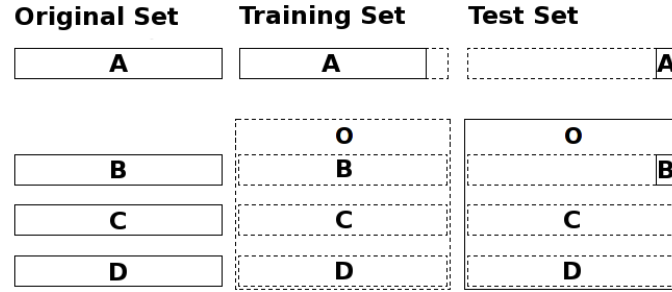 Original Set Training Set Test Set
A A A
O O
B B B
C C C
D D D